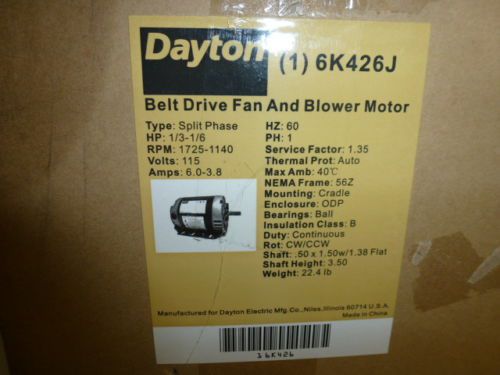 Dayton (1) 6K426J
Belt Drive Fan And Blower Motor
Type: Split Phase
HP: 1/3-1/6
RPM: 1725-1140
Volts: 115
Amps: 6.0-3.8
HZ: 60
PH: 1
Service Factor: 1.35
Thermal Prot: Auto
Max Amb: 40℃
NEMA Frame: 56Z
Mounting: Cradle
Enclosure: ODP
Bearings: Ball
Insulation Class: B
Duty: Continuous
Rot: CW/CCW
Shaft: .50 x 1.50w/1.38 Flat
Shaft Height: 3.50
Weight: 22.4 lb
Manufactured for Dayton Electric Mfg.Co.,Niles,Illinois 60714 U.S.A.
Made in China